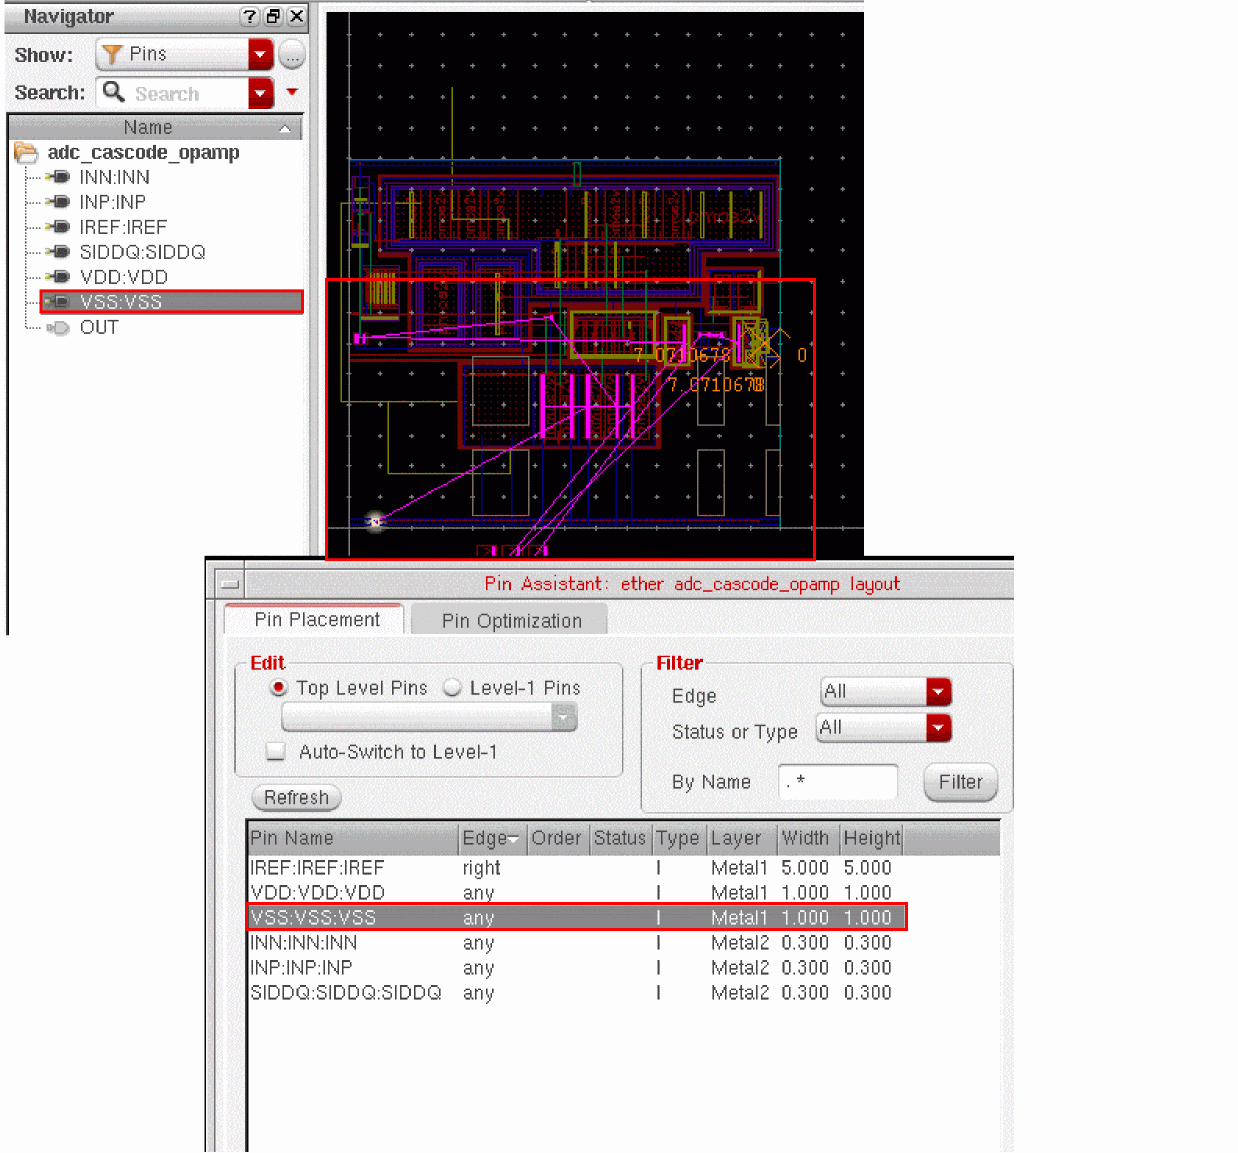 Navigator
Show: Pins ...
Search: Search
Name
adc_cascode_opamp
INN:INN
INP:INP
IREF:IREF
SIDDQ:SIDDQ
VDD:VDD
VSS:VSS
OUT
7.0710678 0
7.0710678
Pin Assistant: ether adc_cascode_opamp layout
Pin Placement Pin Optimization
Edit
Top Level Pins Level-1 Pins
Auto-Switch to Level-1
Refresh
Filter
Edge All
Status or Type All
By Name .* Filter
Pin Name Edge Order Status Type Layer Width Height
IREF:IREF:IREF right I Metal1 5.000 5.000
VDD:VDD:VDD any I Metal1 1.000 1.000
VSS:VSS:VSS any I Metal1 1.000 1.000
INN:INN:INN any I Metal2 0.300 0.300
INP:INP:INP any I Metal2 0.300 0.300
SIDDQ:SIDDQ:SIDDQ any I Metal2 0.300 0.300